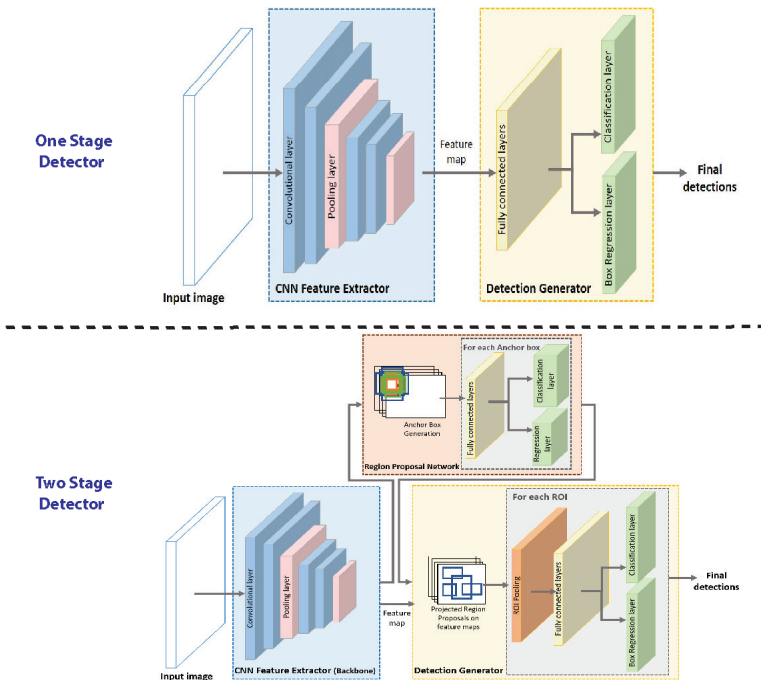 One Stage
Detector
Input image
Convolutional layer
Pooling layer
CNN Feature Extractor
Feature
map
Fully connected layers
Classification layer
Box Regression layer
Detection Generator
Final
detections
Two Stage
Detector
For each Anchor box
Anchor Box
Generation
Fully connected layers
Classification
layer
Regression
layer
Region Proposal Network
Input image
Convolutional layer
Pooling layer
CNN Feature Extractor (Backbone)
Feature
map
For each ROI
Projected Region
Proposals on
feature maps
ROI Pooling
Fully connected layers
Classification layer
Box Regression layer
Detection Generator
Final
detections